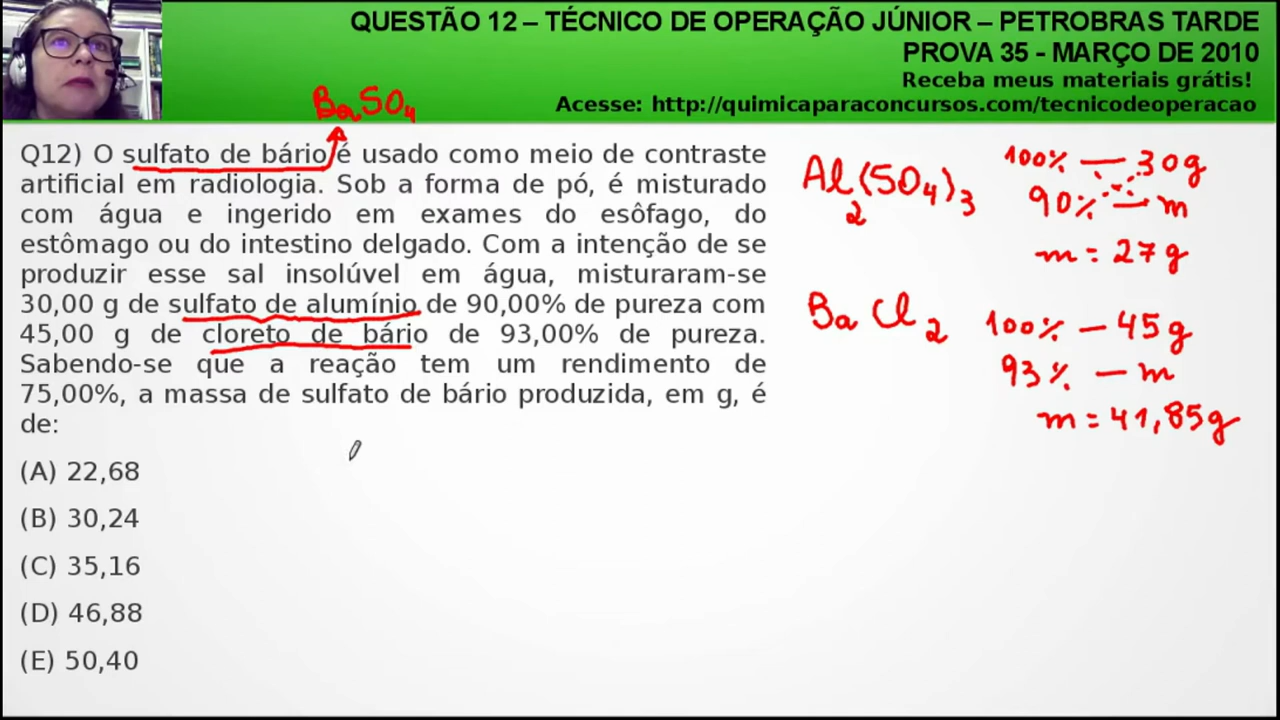 QUESTÃO 12 – TÉCNICO DE OPERAÇÃO JÚNIOR – PETROBRAS TARDE
PROVA 35 - MARÇO DE 2010
Receba meus materiais grátis!
Acesse: http://quimicaparaconcursos.com/tecnicodeoperacao
BaSO4
Q12) O sulfato de bário é usado como meio de contraste
artificial em radiologia. Sob a forma de pó, é misturado
com água e ingerido em exames do esôfago, do
estômago ou do intestino delgado. Com a intenção de se
produzir esse sal insolúvel em água, misturaram-se
30,00 g de sulfato de alumínio de 90,00% de pureza com
45,00 g de cloreto de bário de 93,00% de pureza.
Sabendo-se que a reação tem um rendimento de
75,00%, a massa de sulfato de bário produzida, em g, é
de:
(A) 22,68
(B) 30,24
(C) 35,16
(D) 46,88
(E) 50,40
Al2(SO4)3
100% — 30g
90% — m
m = 27g
BaCl2
100% — 45g
93% — m
m = 41,85g